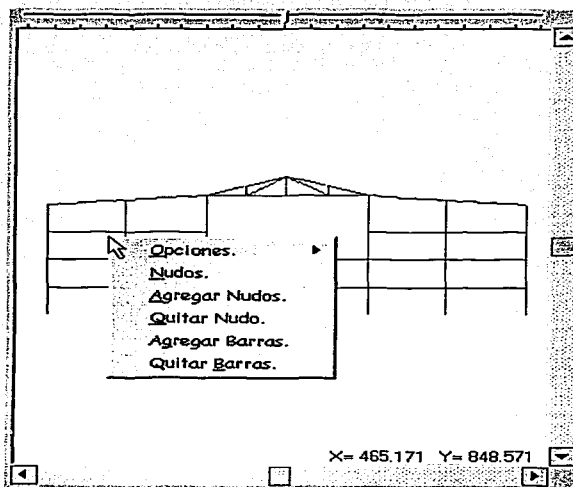 Opciones.
Nudos.
Agregar Nudos.
Quitar Nudo.
Agregar Barras.
Quitar Barras.
X= 465.171 Y= 848.571